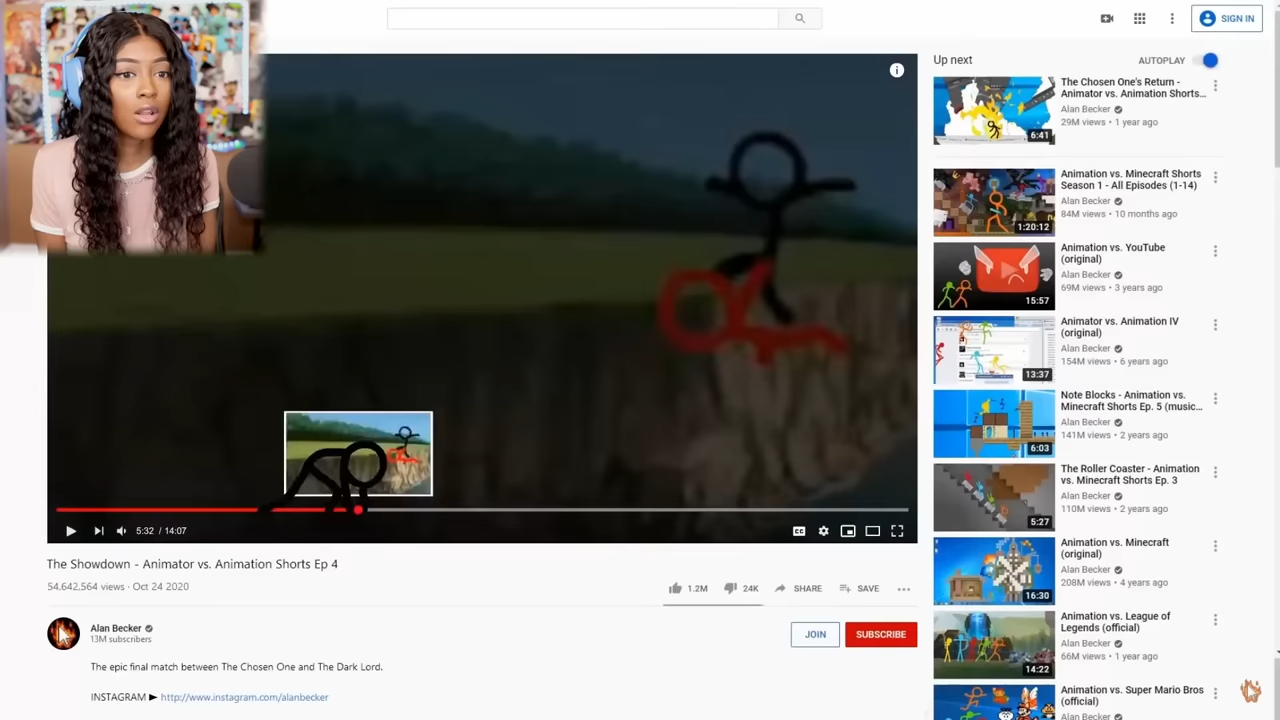 SIGN IN
Up next
AUTOPLAY
The Chosen One's Return -
Animator vs. Animation Shorts...
Alan Becker
29M views • 1 year ago
6:41
Animation vs. Minecraft Shorts
Season 1 - All Episodes (1-14)
Alan Becker
84M views • 10 months ago
1:20:12
Animation vs. YouTube
(original)
Alan Becker
69M views • 3 years ago
15:57
Animator vs. Animation IV
(original)
Alan Becker
154M views • 6 years ago
13:37
Note Blocks - Animation vs.
Minecraft Shorts Ep. 5 (music...
Alan Becker
141M views • 2 years ago
6:03
The Roller Coaster - Animation
vs. Minecraft Shorts Ep. 3
Alan Becker
110M views • 2 years ago
5:27
Animation vs. Minecraft
(original)
Alan Becker
208M views • 4 years ago
16:30
Animation vs. League of
Legends (official)
Alan Becker
66M views • 1 year ago
14:22
Animation vs. Super Mario Bros
(official)
Alan Becker
5:32 / 14:07
CC
The Showdown - Animator vs. Animation Shorts Ep 4
54,642,564 views · Oct 24 2020
1.2M
24K
SHARE
SAVE
Alan Becker
13M subscribers
JOIN
SUBSCRIBE
The epic final match between The Chosen One and The Dark Lord.
INSTAGRAM ► http://www.instagram.com/alanbecker